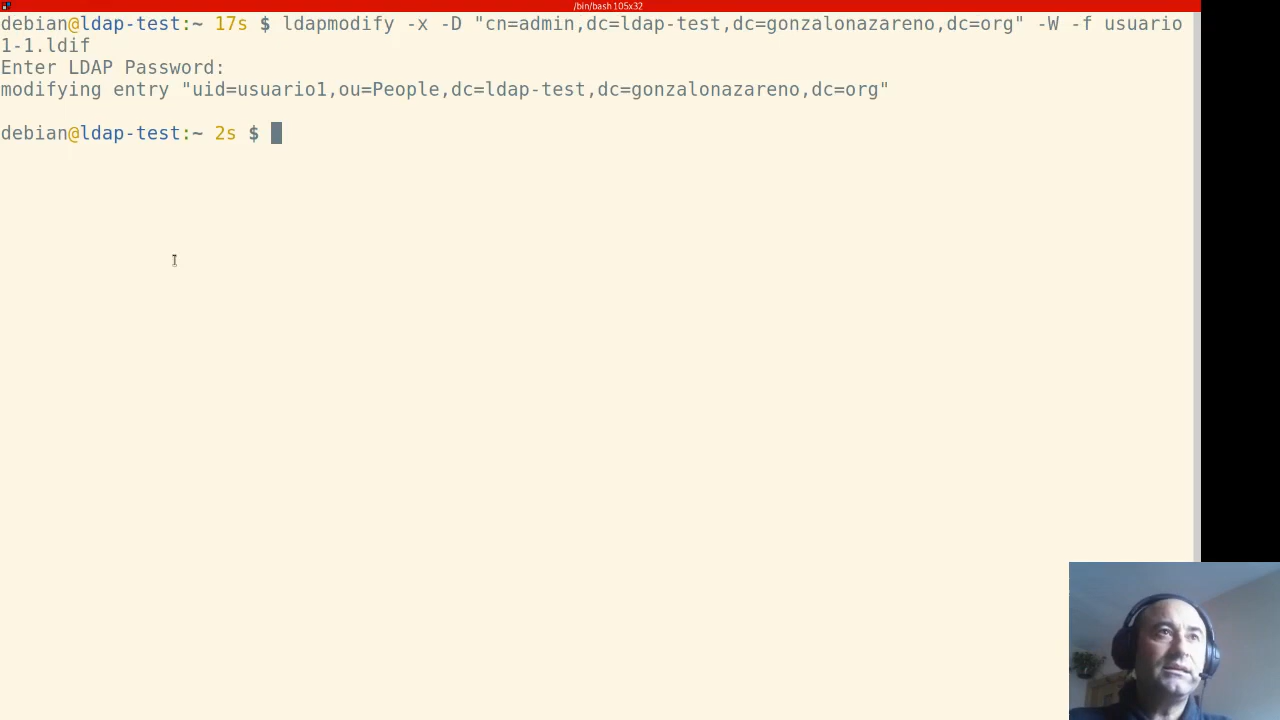 /bin/bash 105x32
debian@ldap-test:~ 17s $ ldapmodify -x -D "cn=admin,dc=ldap-test,dc=gonzalonazareno,dc=org" -W -f usuario
1-1.ldif
Enter LDAP Password:
modifying entry "uid=usuario1,ou=People,dc=ldap-test,dc=gonzalonazareno,dc=org"
debian@ldap-test:~ 2s $